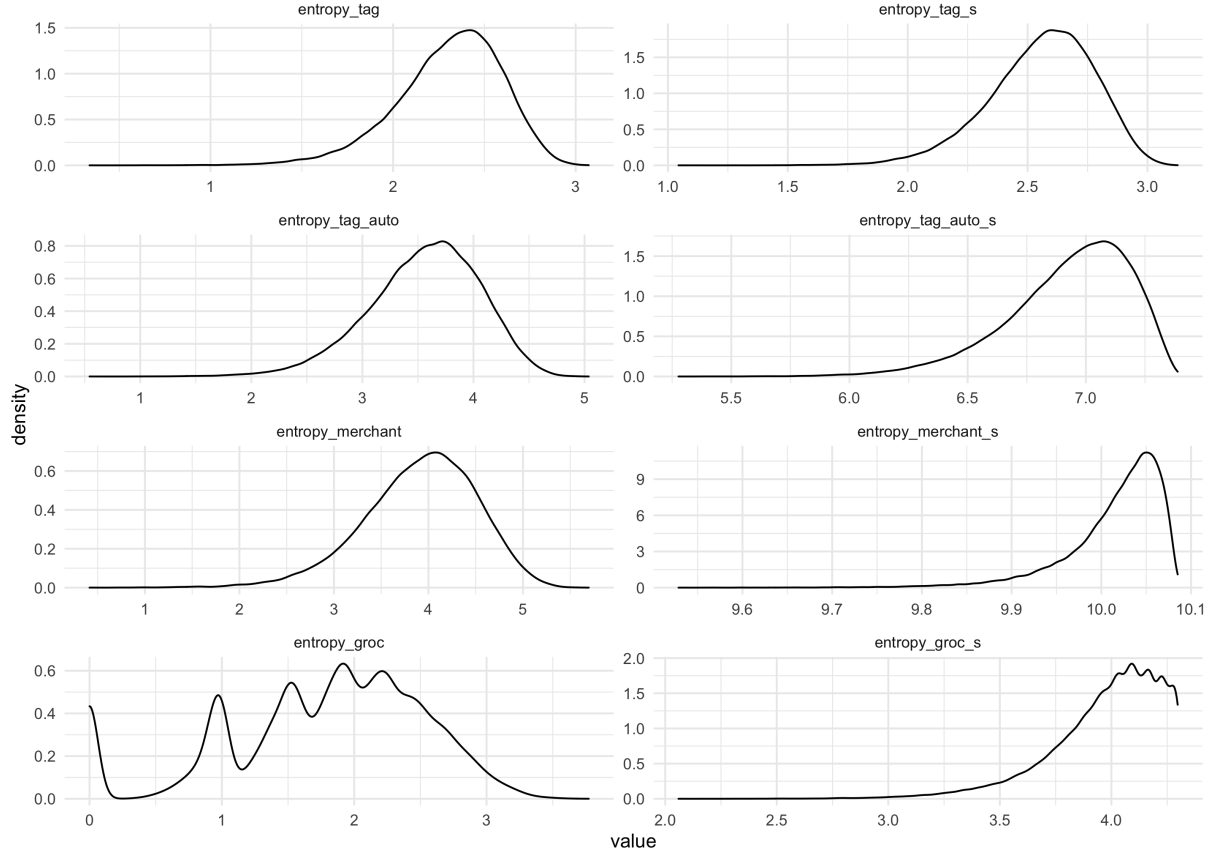 entropy_tag
1.5
1.0
0.5
0.0
1 2 3
entropy_tag_s
1.5
1.0
0.5
0.0
1.0 1.5 2.0 2.5 3.0
entropy_tag_auto
0.8
0.6
0.4
0.2
0.0
1 2 3 4 5
entropy_tag_auto_s
1.5
1.0
0.5
0.0
5.5 6.0 6.5 7.0
density
entropy_merchant
0.6
0.4
0.2
0.0
1 2 3 4 5
entropy_merchant_s
9
6
3
0
9.6 9.7 9.8 9.9 10.0 10.1
entropy_groc
0.6
0.4
0.2
0.0
0 1 2 3
entropy_groc_s
2.0
1.5
1.0
0.5
0.0
2.0 2.5 3.0 3.5 4.0
value